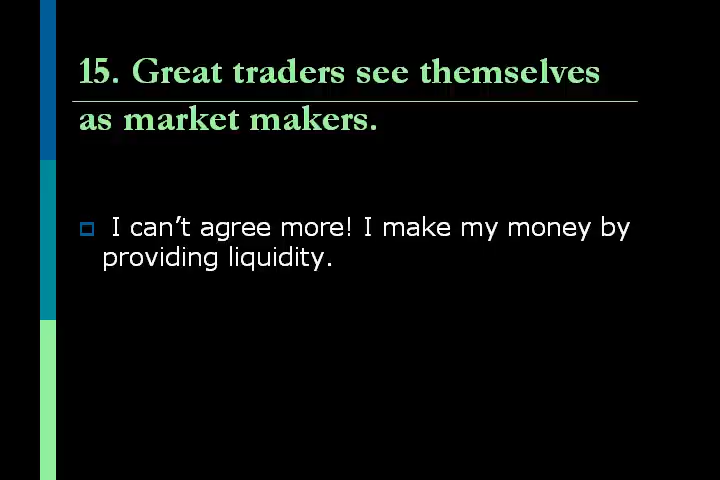 15. Great traders see themselves
as market makers.
I can't agree more! I make my money by
providing liquidity.